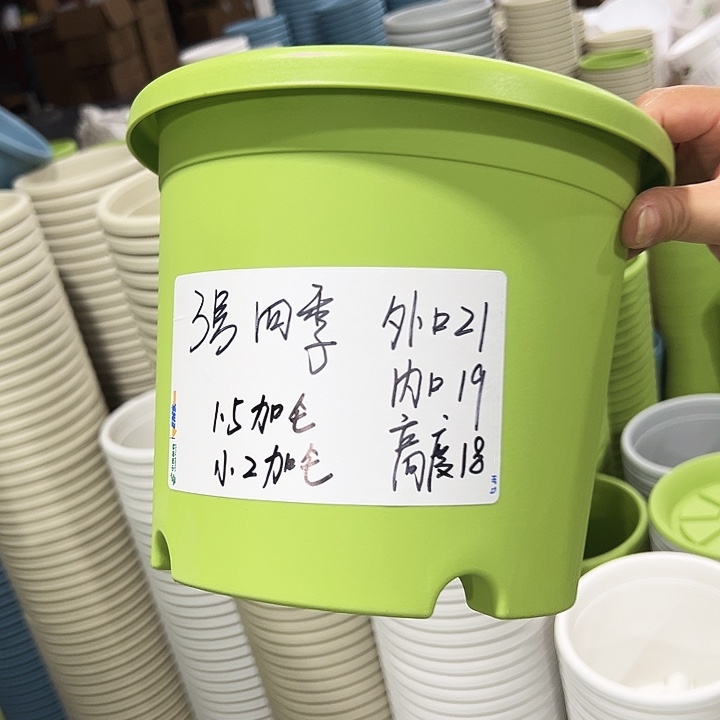 3号 四季
1.5加仑
小2加仑
外口21
内口19
高度18